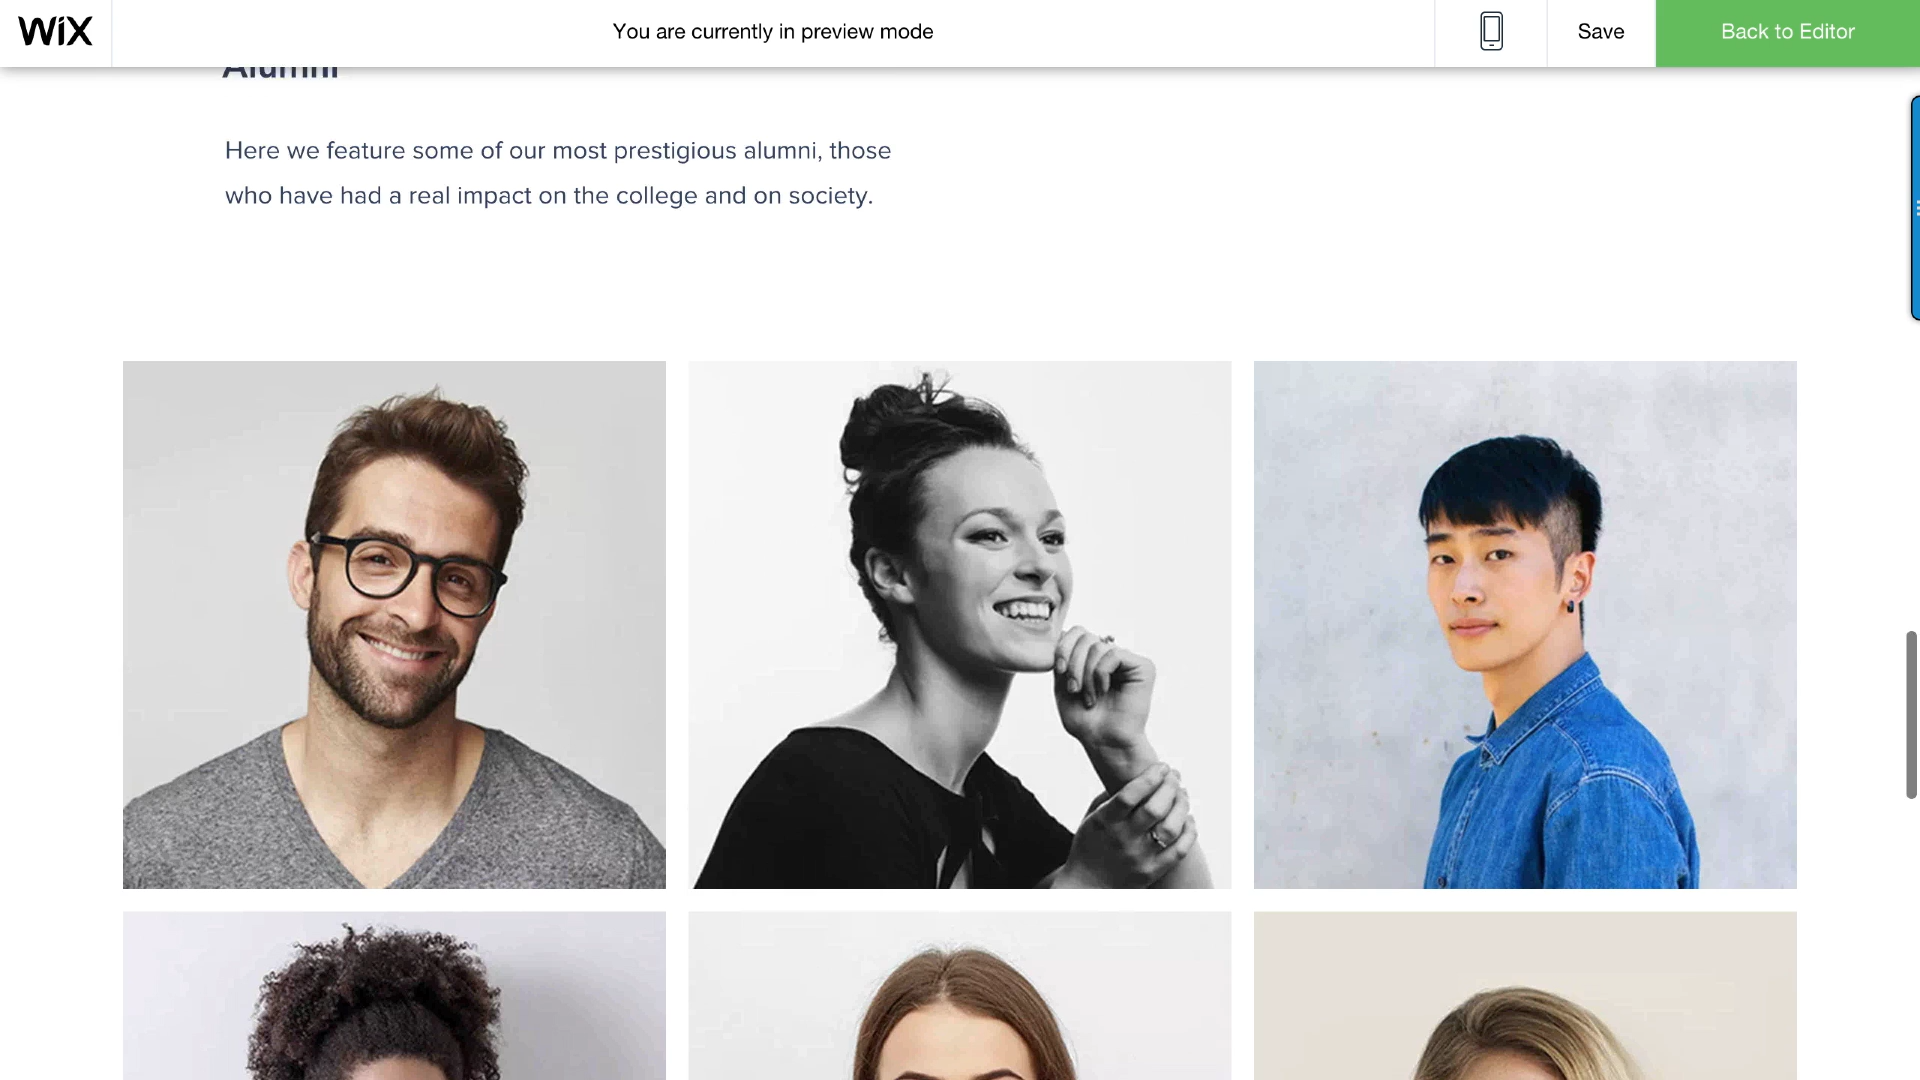 WiX
You are currently in preview mode
Save
Back to Editor
Alumni
Here we feature some of our most prestigious alumni, those
who have had a real impact on the college and on society.